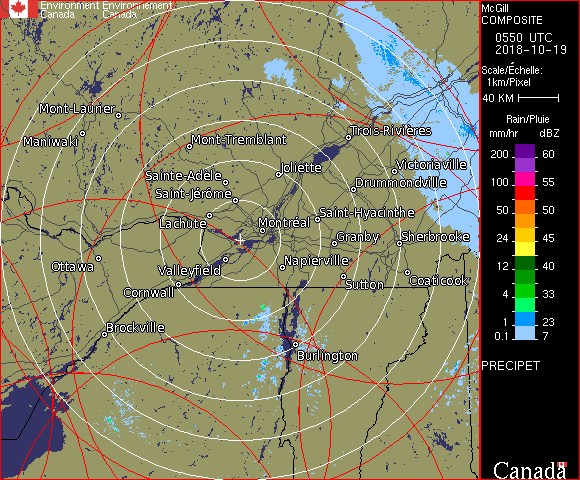 Environment Environnement
Canada Canada
McGill
COMPOSITE
0550 UTC
2018-10-19
Scale/Échelle:
1km/Pixel
40 KM
Rain/Pluie
mm/hr dBZ
200 60
55
100 55
50 50
24 45
12 40
4 33
1 23
0.1 7
PRECIPET
Canada
Mont-Laurier
Maniwaki
Mont-Tremblant
Trois-Rivières
Joliette
Victoriaville
Sainte-Adèle
Drummondville
Saint-Jérôme
Lachute
Saint-Hyacinthe
Montréal
Granby
Sherbrooke
Ottawa
Valleyfield
Napierville
Coaticook
Cornwall
Sutton
Brockville
Burlington